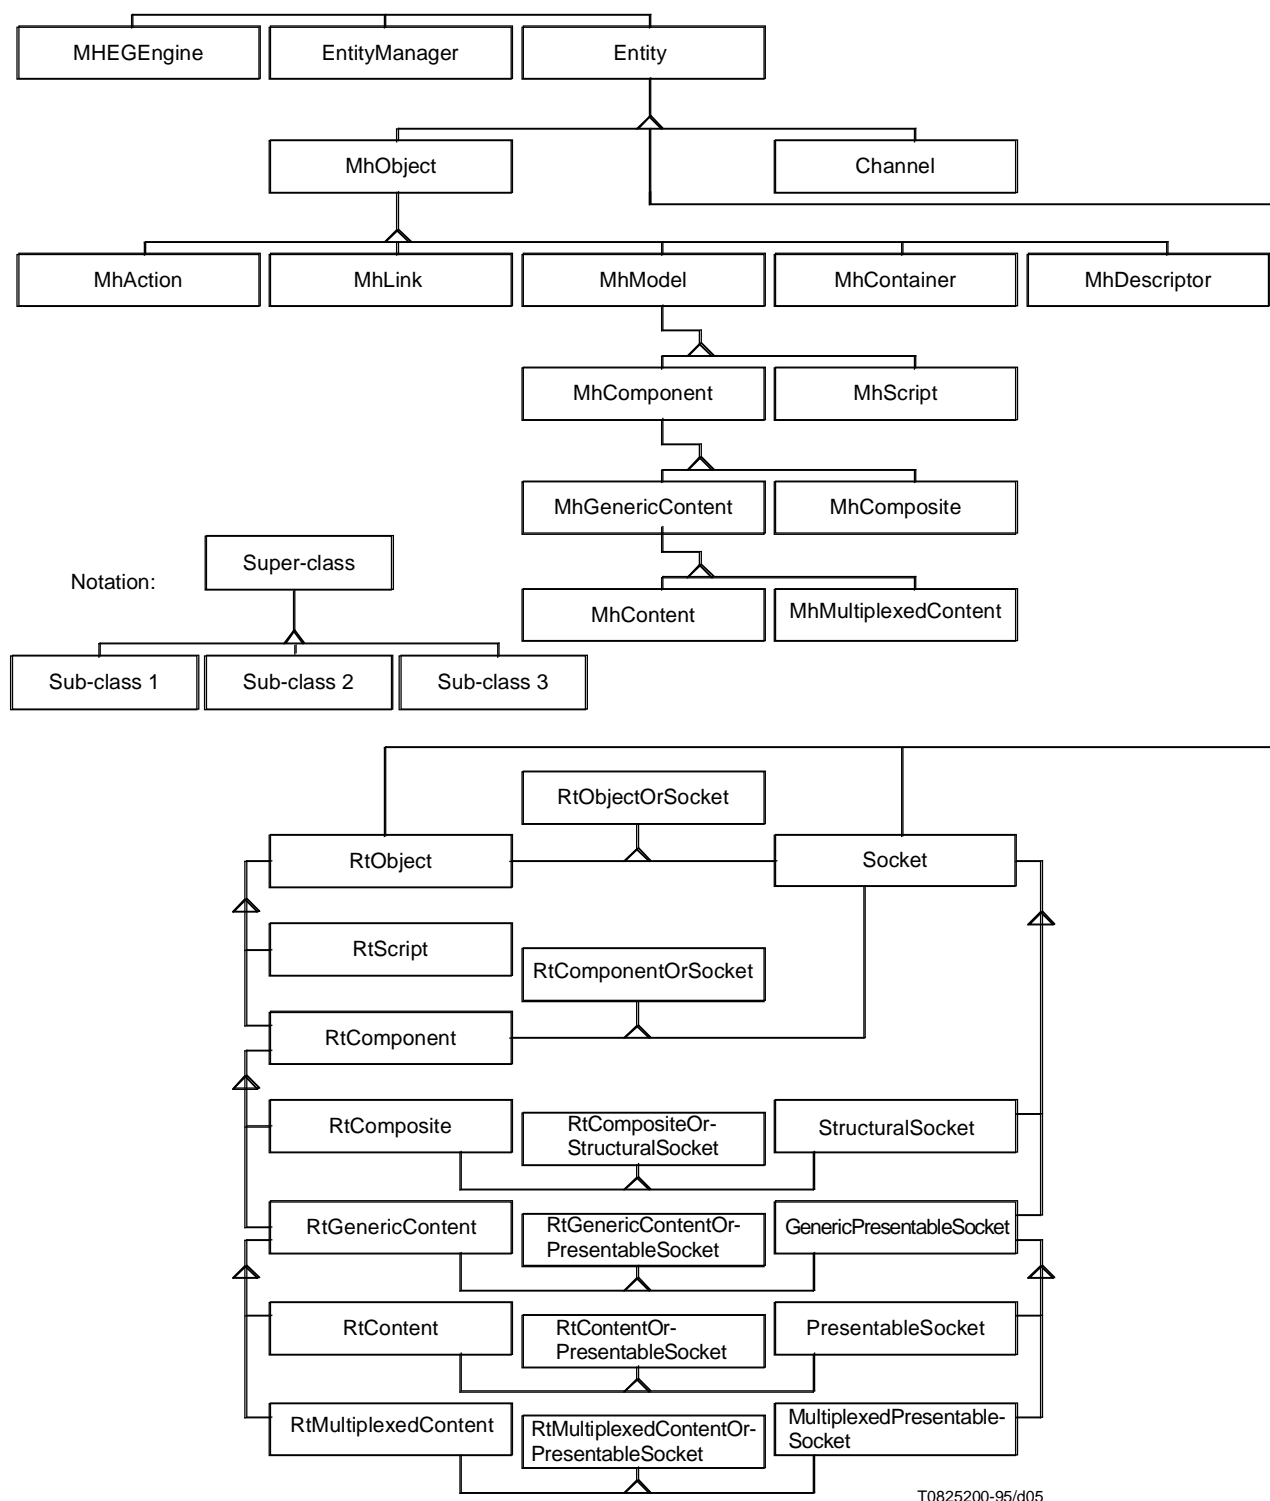 MHEGEngine
EntityManager
Entity
MhObject
Channel
MhAction
MhLink
MhModel
MhContainer
MhDescriptor
MhComponent
MhScript
MhGenericContent
MhComposite
Super-class
Notation:
MhContent
MhMultiplexedContent
Sub-class 1
Sub-class 2
Sub-class 3
RtObjectOrSocket
RtObject
Socket
RtScript
RtComponentOrSocket
RtComponent
RtComposite
RtCompositeOr-
StructuralSocket
StructuralSocket
RtGenericContent
RtGenericContentOr-
PresentableSocket
GenericPresentableSocket
RtContent
RtContentOr-
PresentableSocket
PresentableSocket
RtMultiplexedContent
RtMultiplexedContentOr-
PresentableSocket
MultiplexedPresentable-
Socket
T0825200-95/d05